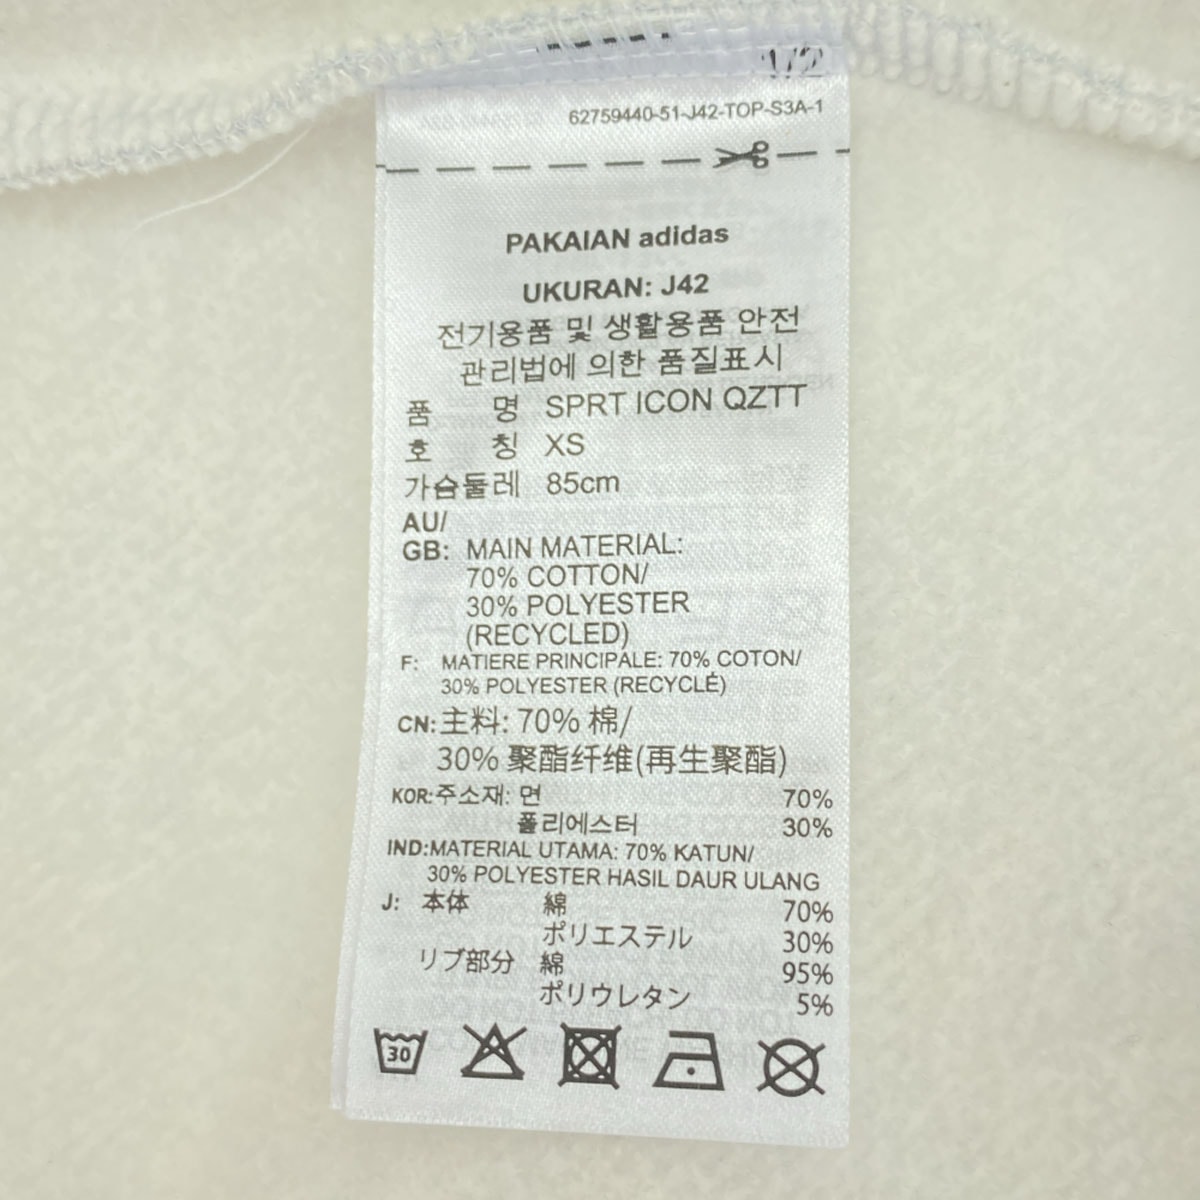 1/2
62759440-51-J42-TOP-S3A-1
PAKAIAN adidas
UKURAN: J42
전기용품 및 생활용품 안전
관리법에 의한 품질표시
품 명 SPRT ICON QZTT
호 칭 XS
가슴둘레 85cm
AU/
GB: MAIN MATERIAL:
70% COTTON/
30% POLYESTER
(RECYCLED)
F: MATIERE PRINCIPALE: 70% COTON/
30% POLYESTER (RECYCLÉ)
CN: 主料: 70% 棉/
30% 聚酯纤维(再生聚酯)
KOR: 주소재: 면 70%
폴리에스터 30%
IND: MATERIAL UTAMA: 70% KATUN/
30% POLYESTER HASIL DAUR ULANG
J: 本体 綿 70%
ポリエステル 30%
リブ部分 綿 95%
ポリウレタン 5%
30